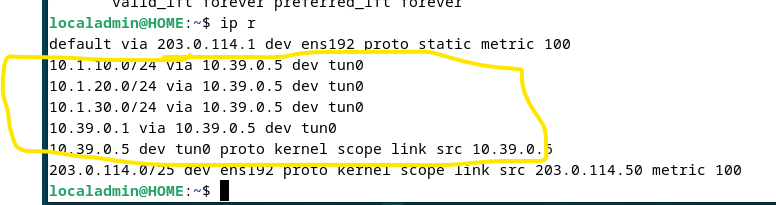 valid_lft forever preferred_lft forever
localadmin@HOME:~$ ip r
default via 203.0.114.1 dev ens192 proto static metric 100
10.1.10.0/24 via 10.39.0.5 dev tun0
10.1.20.0/24 via 10.39.0.5 dev tun0
10.1.30.0/24 via 10.39.0.5 dev tun0
10.39.0.1 via 10.39.0.5 dev tun0
10.39.0.5 dev tun0 proto kernel scope link src
203.0.114.0/25 dev ens192 proto kernel scope link src 203.0.114.50 metric 100
localadmin@HOME:~$